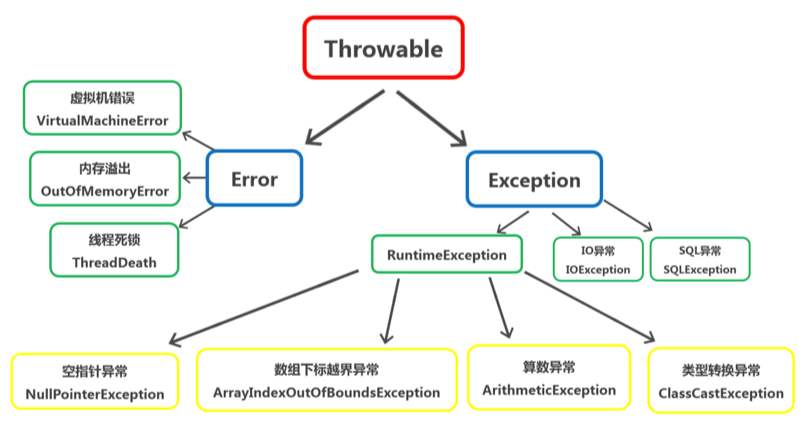 Throwable
虚拟机错误
VirtualMachineError
内存溢出
OutOfMemoryError
线程死锁
ThreadDeath
Error
Exception
RuntimeException
IO异常
IOException
SQL异常
SQLException
空指针异常
NullPointerException
数组下标越界异常
ArrayIndexOutOfBoundsException
算数异常
ArithmeticException
类型转换异常
ClassCastException